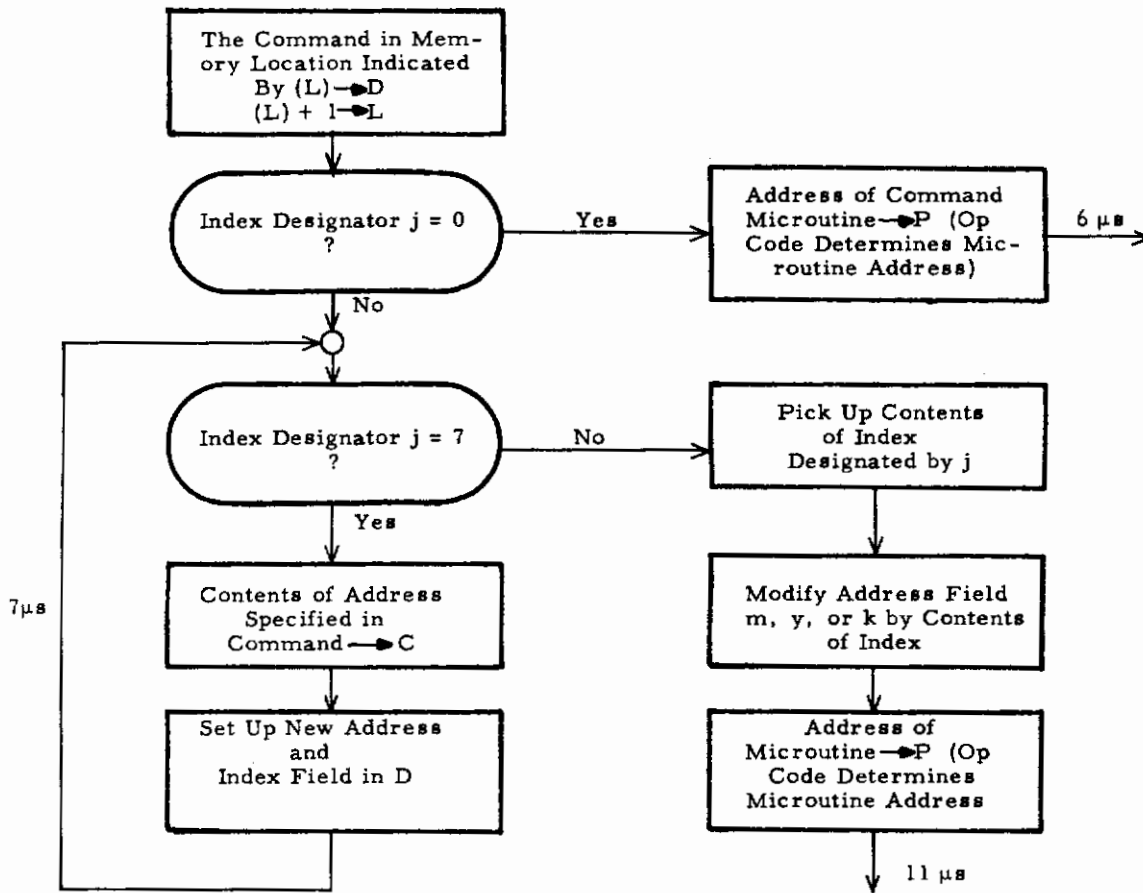 The Command in Mem-
ory Location Indicated
By (L)→D
(L) + 1→L
Index Designator j = 0
?
Yes
Address of Command
Microutine→P (Op
Code Determines Mic-
routine Address)
6 μs
No
Index Designator j = 7
?
No
Pick Up Contents
of Index
Designated by j
Yes
7μs
Contents of Address
Specified in
Command→C
Modify Address Field
m, y, or k by Contents
of Index
Set Up New Address
and
Index Field in D
Address of
Microutine→P (Op
Code Determines
Microutine Address
11 μs